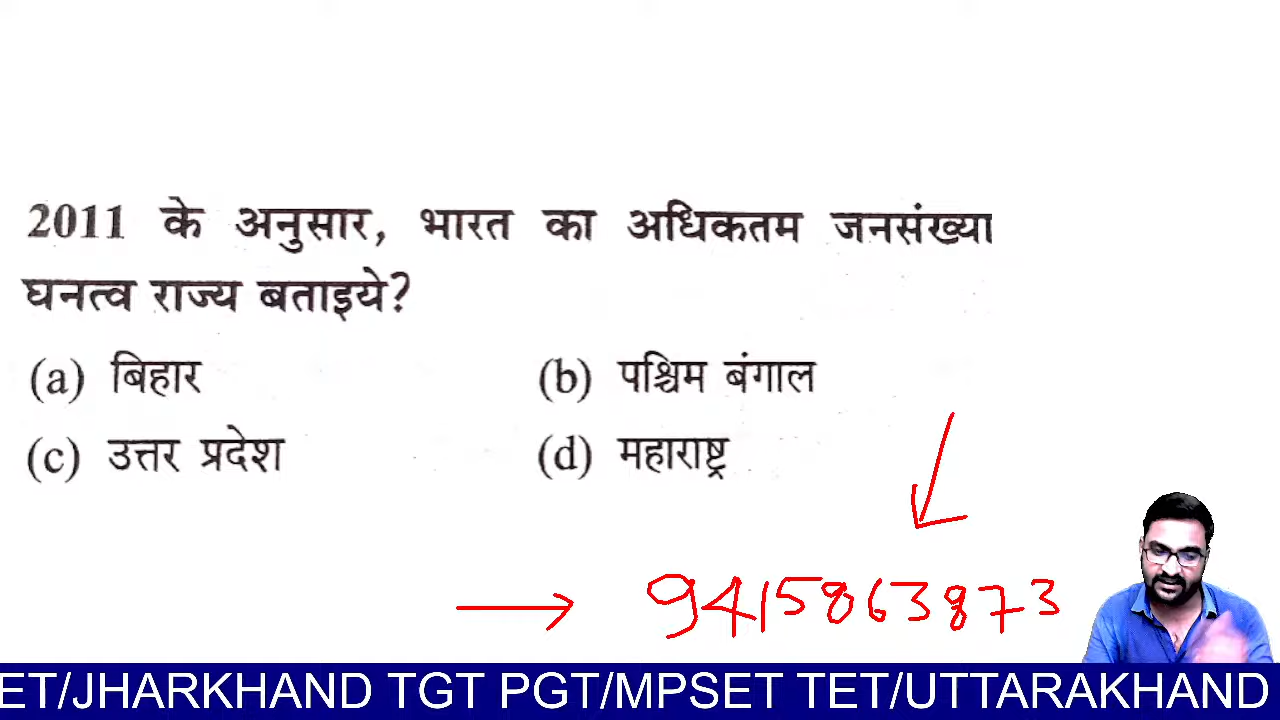 2011 के अनुसार, भारत का अधिकतम जनसंख्या
घनत्व राज्य बताइये?
(a) बिहार (b) पश्चिम बंगाल
(c) उत्तर प्रदेश (d) महाराष्ट्र
9415863873
ET/JHARKHAND TGT PGT/MPSET TET/UTTARAKHAND